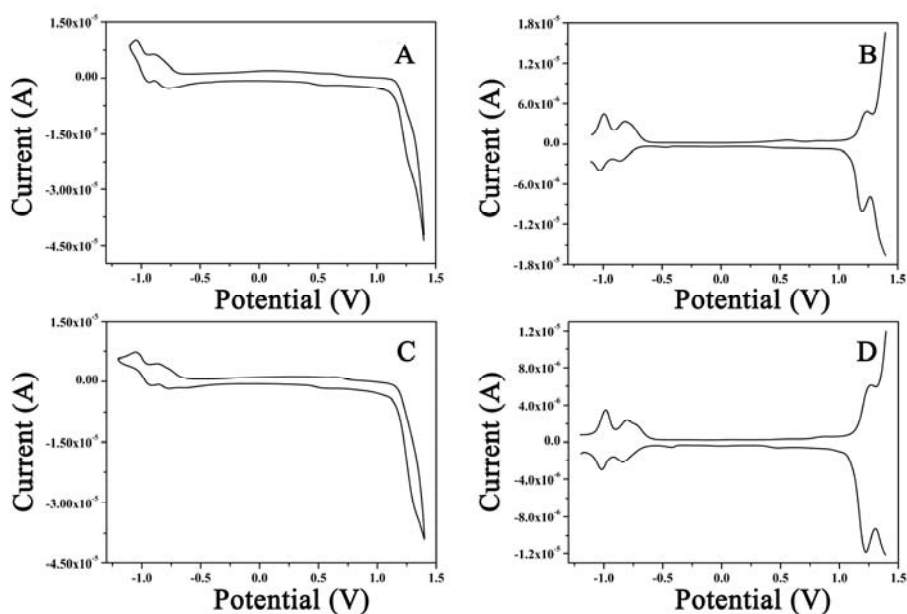 Current (A)
1.50x10⁻⁵
0.00
-1.50x10⁻⁵
-3.00x10⁻⁵
-4.50x10⁻⁵
A
-1.0 -0.5 0.0 0.5 1.0 1.5
Potential (V)
Current (A)
1.8x10⁻⁵
1.2x10⁻⁵
6.0x10⁻⁶
0.0
-6.0x10⁻⁶
-1.2x10⁻⁵
-1.8x10⁻⁵
B
-1.0 -0.5 0.0 0.5 1.0 1.5
Potential (V)
Current (A)
1.50x10⁻⁵
0.00
-1.50x10⁻⁵
-3.00x10⁻⁵
-4.50x10⁻⁵
C
-1.0 -0.5 0.0 0.5 1.0 1.5
Potential (V)
Current (A)
1.2x10⁻⁵
8.0x10⁻⁶
4.0x10⁻⁶
0.0
-4.0x10⁻⁶
-8.0x10⁻⁶
-1.2x10⁻⁵
D
-1.0 -0.5 0.0 0.5 1.0 1.5
Potential (V)